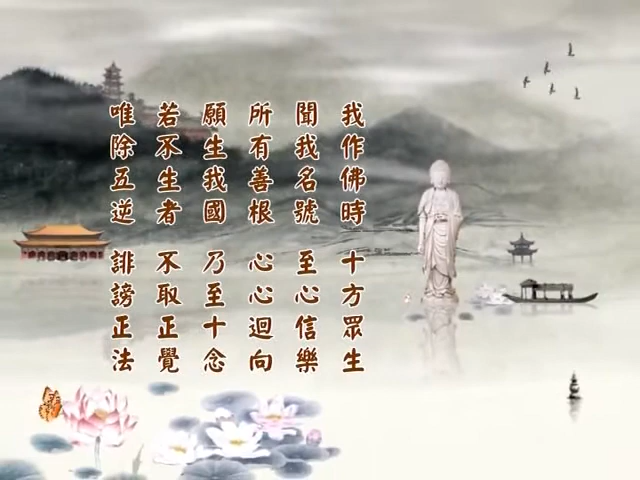 我作佛時 十方眾生
聞我名號 至心信樂
所有善根 心心迴向
願生我國 乃至十念
若不生者 不取正覺
唯除五逆 誹謗正法